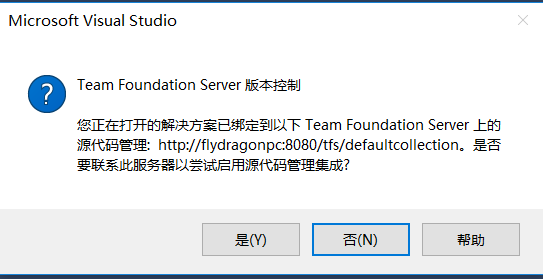 Microsoft Visual Studio
Team Foundation Server 版本控制
您正在打开的解决方案已绑定到以下 Team Foundation Server 上的
源代码管理: http://flydragonpc:8080/tfs/defaultcollection。是否
要联系此服务器以尝试启用源代码管理集成?
是(Y)
否(N)
帮助